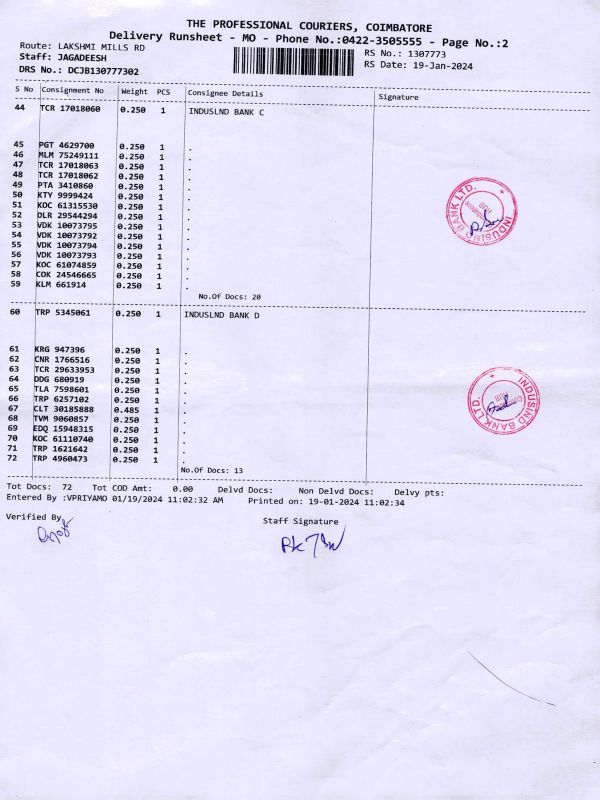 THE PROFESSIONAL COURIERS, COIMBATORE
Delivery Runsheet - MO - Phone No.:0422-3505555 - Page No.:2
Route: LAKSHMI MILLS RD
RS No.: 1307773
Staff: JAGADEESH
RS Date: 19-Jan-2024
DRS No.: DCJB130777302
S No Consignment No Weight PCS Consignee Details Signature
44 TCR 17018060 0.250 1 INDUSLND BANK C
45 PGT 4629700 0.250 1 .
46 MLM 75249111 0.250 1 .
47 TCR 17018063 0.250 1 .
48 TCR 17018062 0.250 1 .
49 PTA 3410860 0.250 1 .
50 KTY 9999424 0.250 1 .
51 KOC 61315530 0.250 1 .
52 DLR 29544294 0.250 1 .
53 VDK 10073795 0.250 1 .
54 VDK 10073792 0.250 1 .
55 VDK 10073794 0.250 1 .
56 VDK 10073793 0.250 1 .
57 KOC 61074859 0.250 1 .
58 COK 24546665 0.250 1 .
59 KLM 661914 0.250 1 .
No.Of Docs: 20
INDUSIND BANK LTD.
60 TRP 5345061 0.250 1 INDUSLND BANK D
61 KRG 947396 0.250 1 .
62 CNR 1766516 0.250 1 .
63 TCR 29633953 0.250 1 .
64 DDG 680919 0.250 1 .
65 TLA 7598601 0.250 1 .
66 TRP 6257102 0.250 1 .
67 CLT 30185888 0.485 1 .
68 TVM 9060857 0.250 1 .
69 EDQ 15948315 0.250 1 .
70 KOC 61110740 0.250 1 .
71 TRP 1621642 0.250 1 .
72 TRP 4960473 0.250 1 .
No.Of Docs: 13
INDUSIND BANK LTD.
Tot Docs: 72 Tot COD Amt: 0.00 Delvd Docs: Non Delvd Docs: Delvy pts:
Entered By :VPRIYAMO 01/19/2024 11:02:32 AM Printed on: 19-01-2024 11:02:34
Verified By
Staff Signature